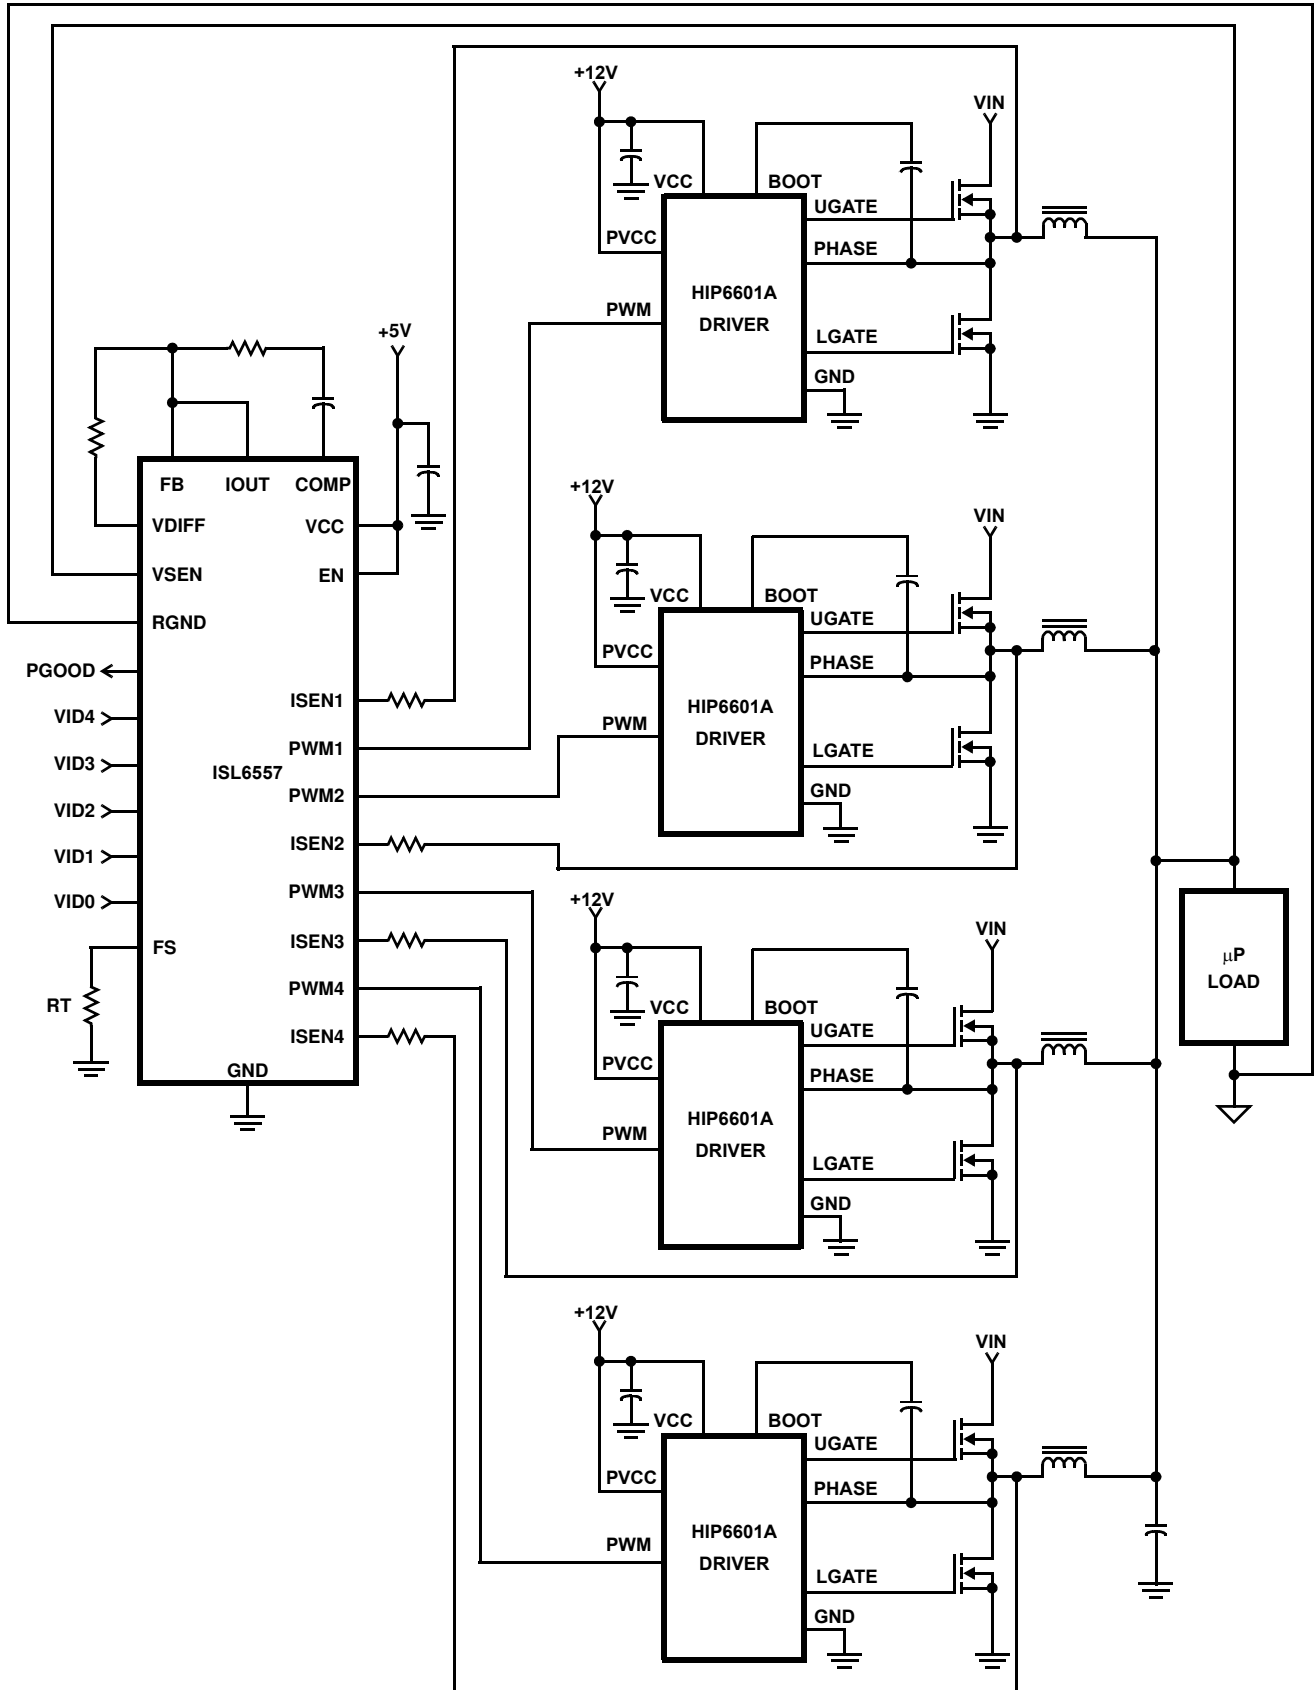 +12V
VIN
VCC
BOOT
UGATE
PVCC
PHASE
HIP6601A
DRIVER
PWM
LGATE
GND
+5V
FB
IOUT
COMP
VDIFF
VCC
VSEN
EN
RGND
PGOOD
ISEN1
VID4
PWM1
VID3
ISL6557
PWM2
VID2
ISEN2
VID1
PWM3
VID0
ISEN3
FS
PWM4
RT
ISEN4
GND
+12V
VIN
VCC
BOOT
UGATE
PVCC
PHASE
HIP6601A
DRIVER
PWM
LGATE
GND
+12V
VIN
VCC
BOOT
UGATE
PVCC
PHASE
HIP6601A
DRIVER
PWM
LGATE
GND
μP
LOAD
+12V
VIN
VCC
BOOT
UGATE
PVCC
PHASE
HIP6601A
DRIVER
PWM
LGATE
GND